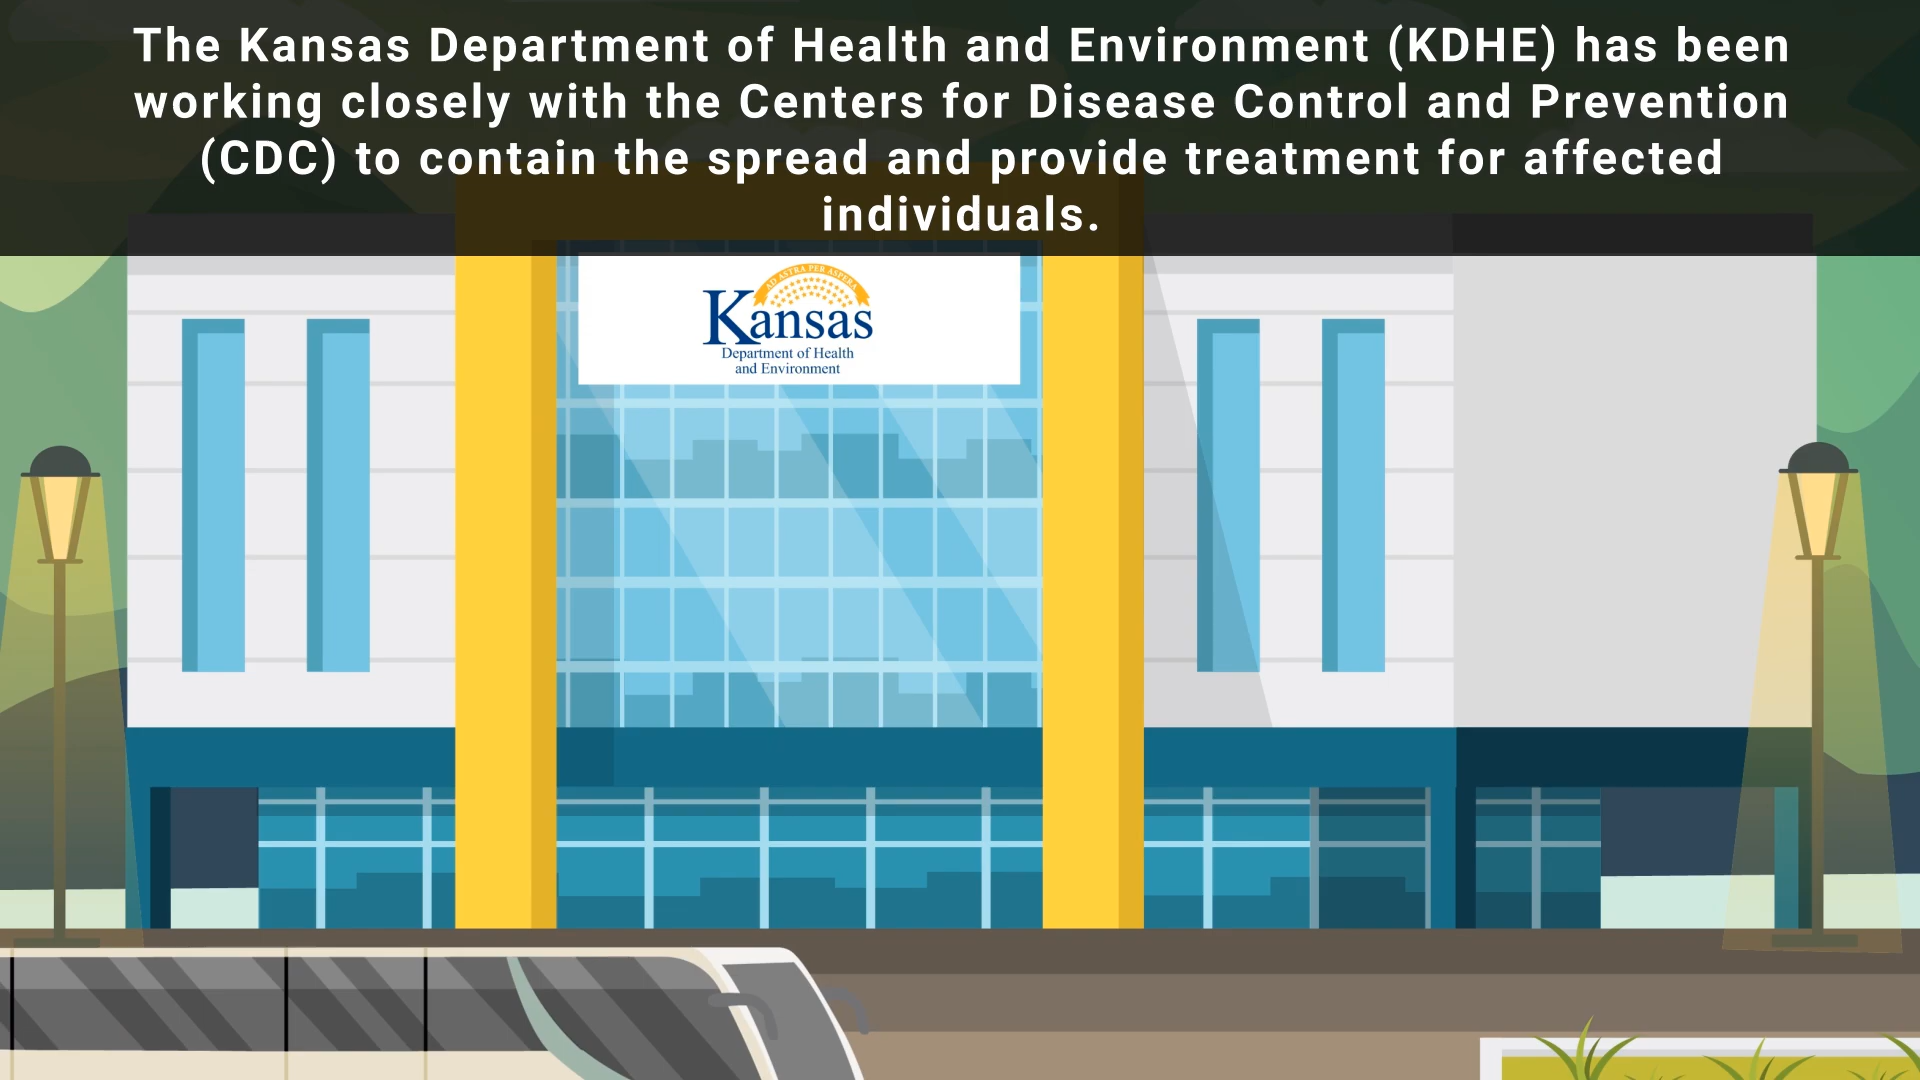 The Kansas Department of Health and Environment (KDHE) has been
working closely with the Centers for Disease Control and Prevention
(CDC) to contain the spread and provide treatment for affected
individuals.
AD ASTRA PER ASPERA
Kansas
Department of Health
and Environment